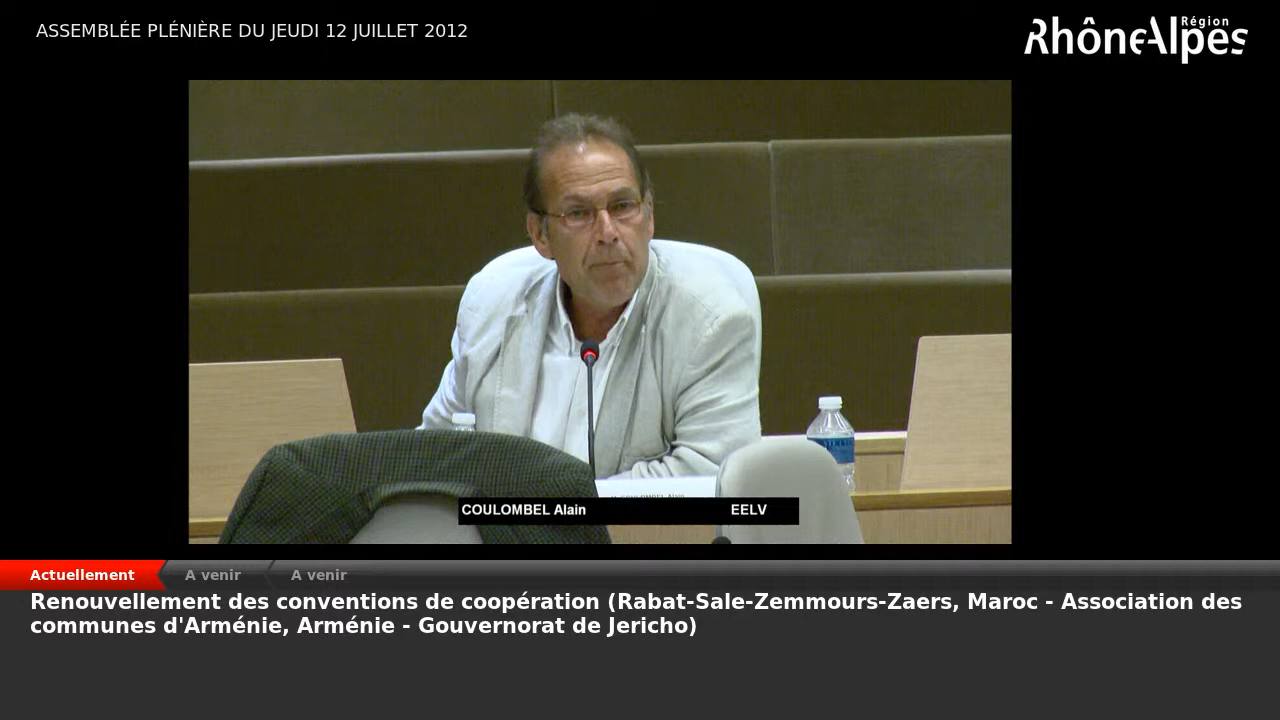 ASSEMBLÉE PLÉNIÈRE DU JEUDI 12 JUILLET 2012
Région
RhôneAlpes
COULOMBEL Alain EELV
Actuellement A venir A venir
Renouvellement des conventions de coopération (Rabat-Sale-Zemmours-Zaers, Maroc - Association des
communes d'Arménie, Arménie - Gouvernorat de Jericho)